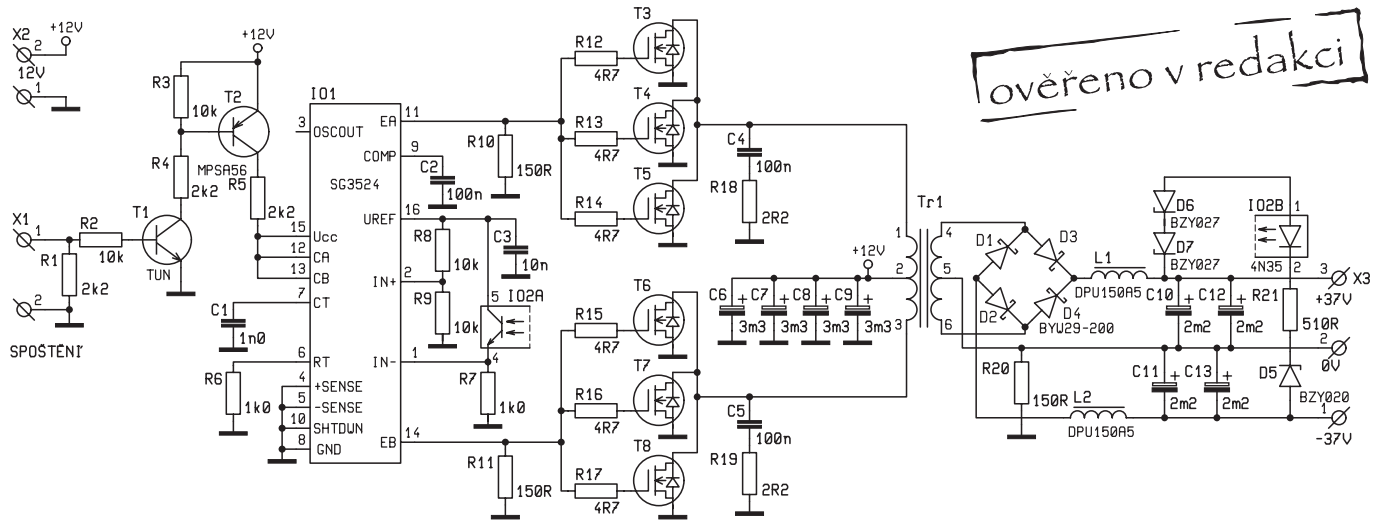 X2
2
+12V
12V
1
R3
10k
+12V
T2
R4
2k2
MPSA56
R5
2k2
X1
1
R2
10k
T1
TUN
R1
2k2
2
SPOŠTĚNÍ
IO1
SG3524
3
OSCOUT
EA
11
COMP
9
C2
100n
UREF
16
15
Ucc
12
CA
13
CB
7
CT
C1
1n0
6
RT
R6
1k0
4
+SENSE
5
-SENSE
10
SHTDWN
8
GND
IN+
2
IN-
1
EB
14
R8
10k
R9
10k
C3
10n
IO2A
5
4
R7
1k0
R10
150R
R11
150R
R12
4R7
T3
R13
4R7
T4
R14
4R7
T5
R15
4R7
T6
R16
4R7
T7
R17
4R7
T8
C4
100n
R18
2R2
C5
100n
R19
2R2
+12V
C6
3m3
C7
3m3
C8
3m3
C9
3m3
Tr1
1
2
3
4
5
6
D1
D3
D2
D4
BYW29-200
L1
DPU150A5
L2
DPU150A5
R20
150R
D6
BZY027
D7
BZY027
IO2B
1
4N35
2
C10
2m2
C12
2m2
R21
510R
C11
2m2
C13
2m2
D5
BZY020
3
X3
+37V
2
0V
1
-37V
ověřeno v redakci